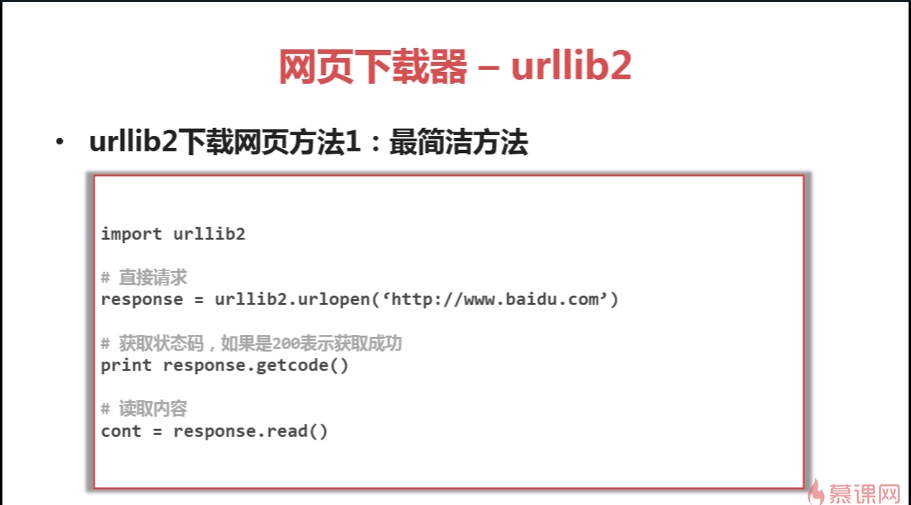 网页下载器 – urllib2
• urllib2下载网页方法1：最简洁方法
import urllib2
# 直接请求
response = urllib2.urlopen(‘http://www.baidu.com’)
# 获取状态码，如果是200表示获取成功
print response.getcode()
# 读取内容
cont = response.read()
慕课网